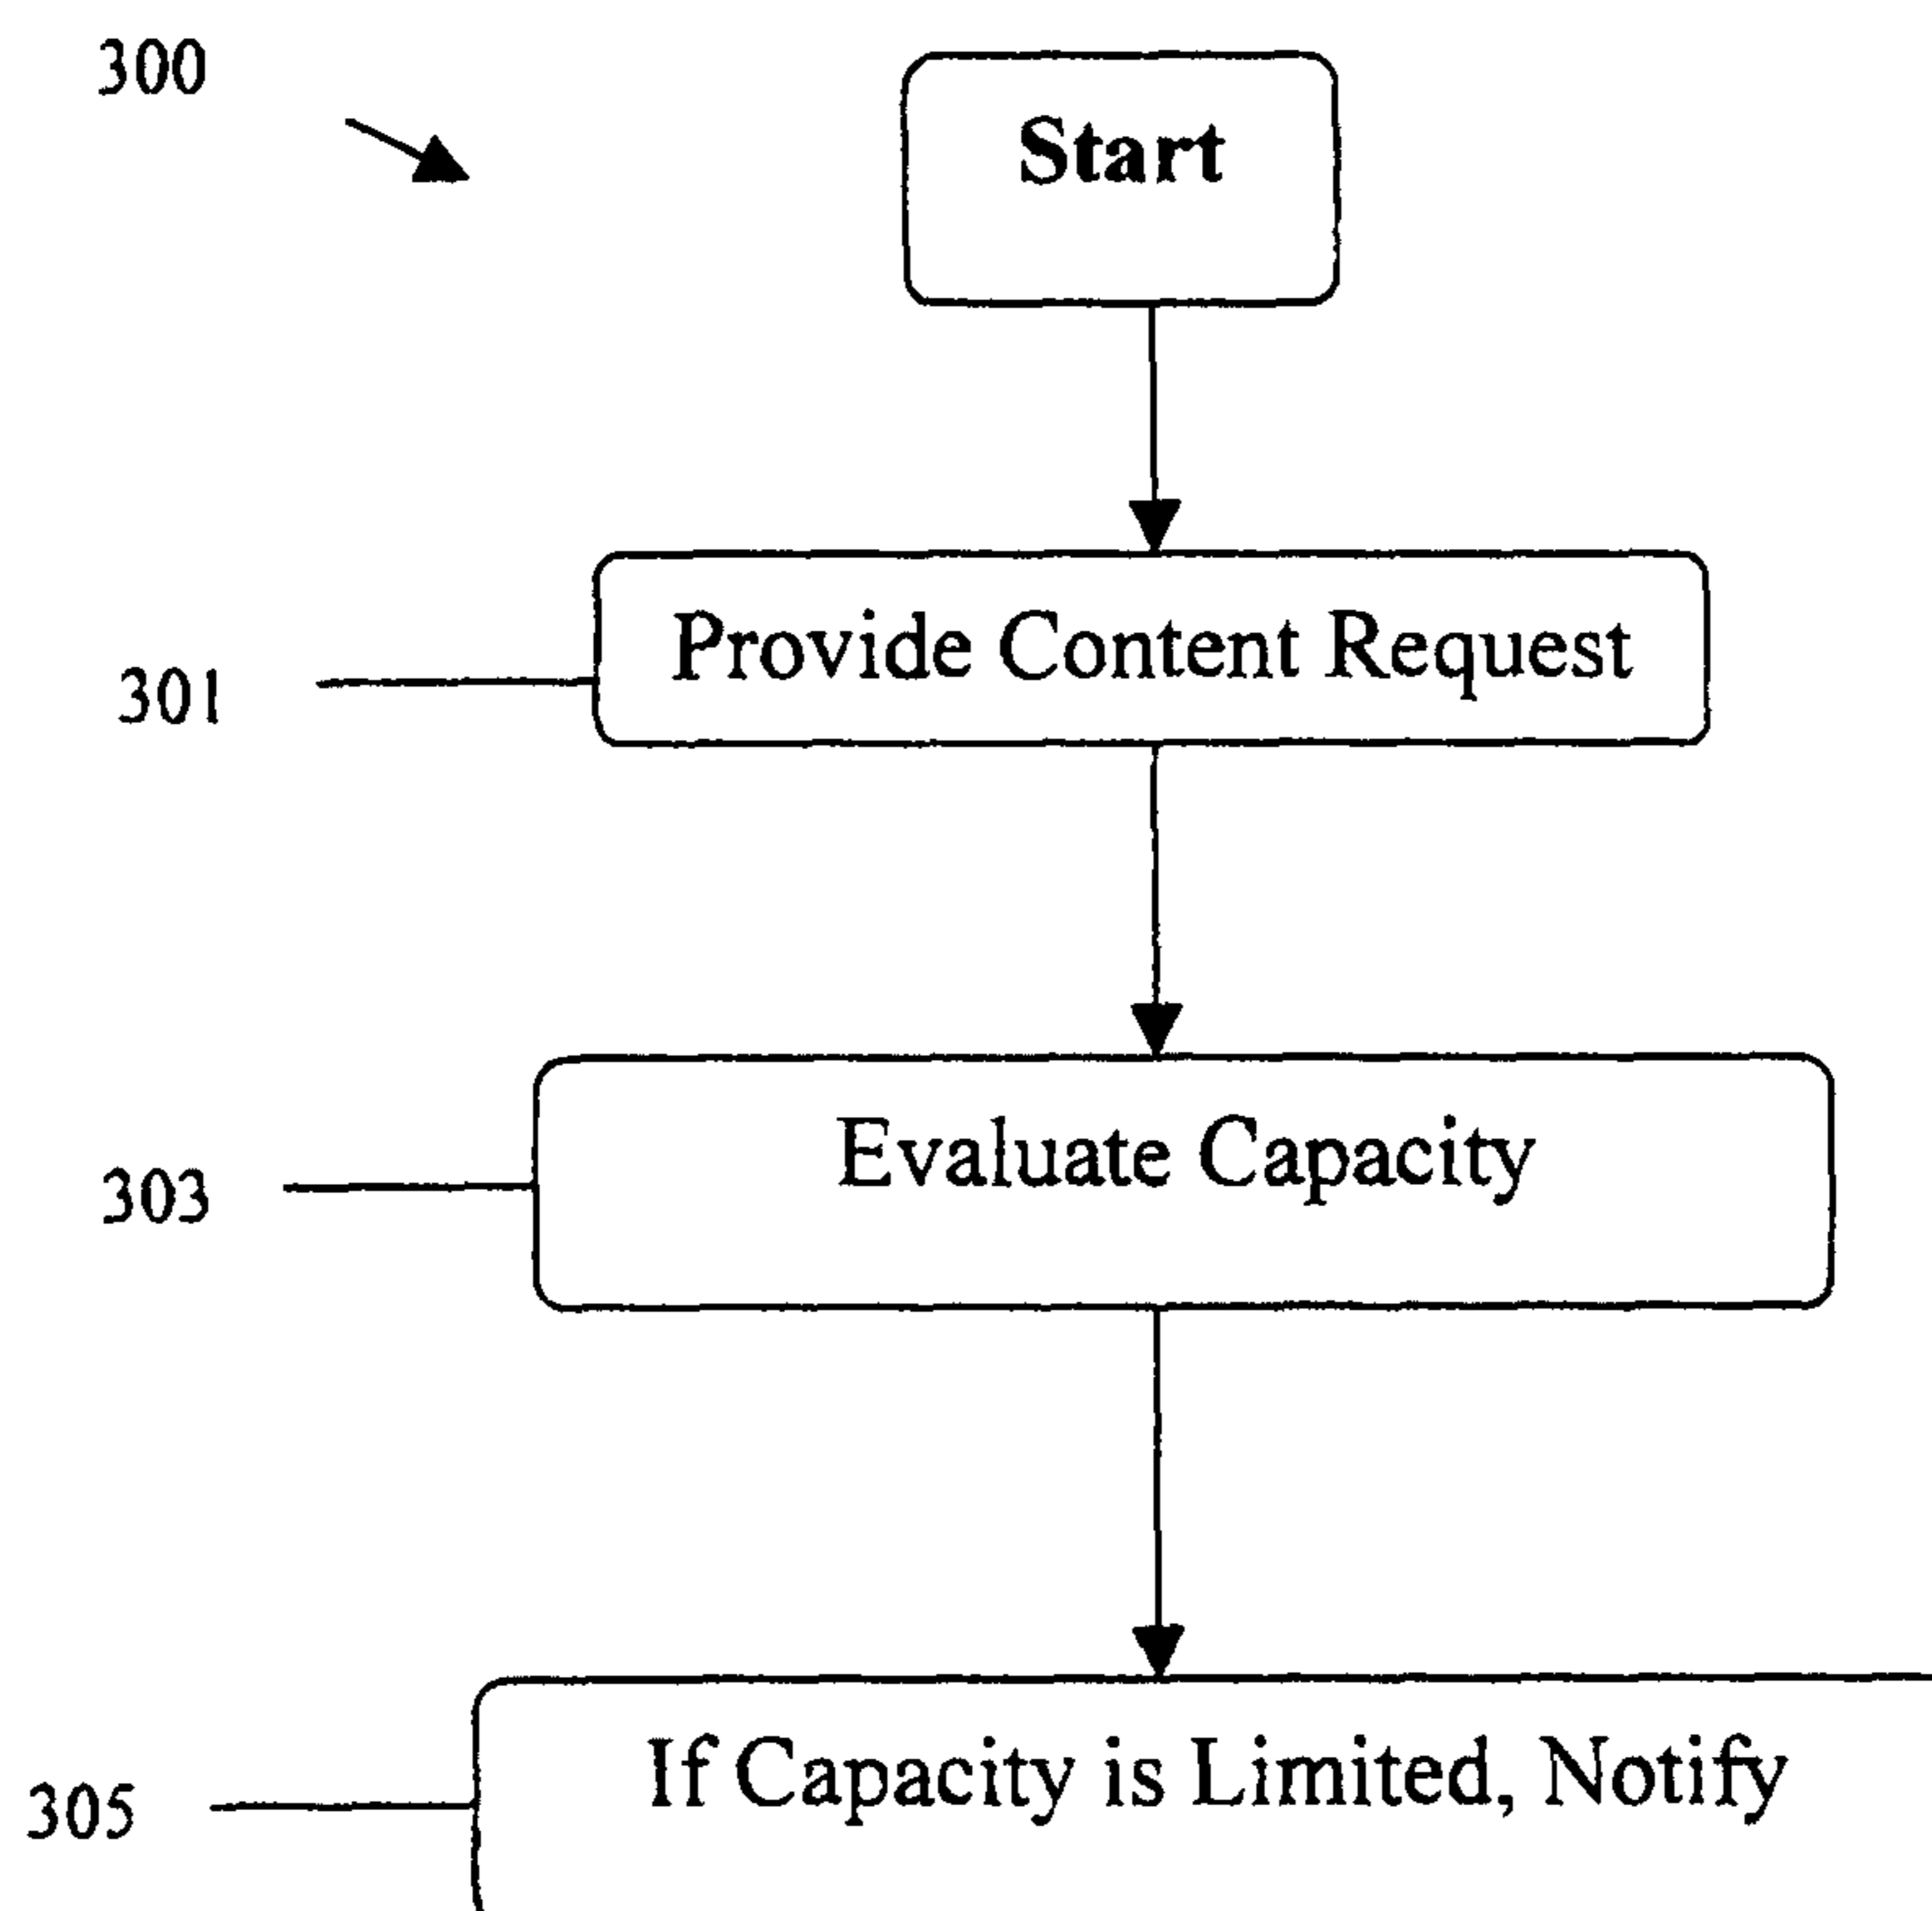 300
Start
Provide Content Request
301
Evaluate Capacity
303
If Capacity is Limited, Notify
305